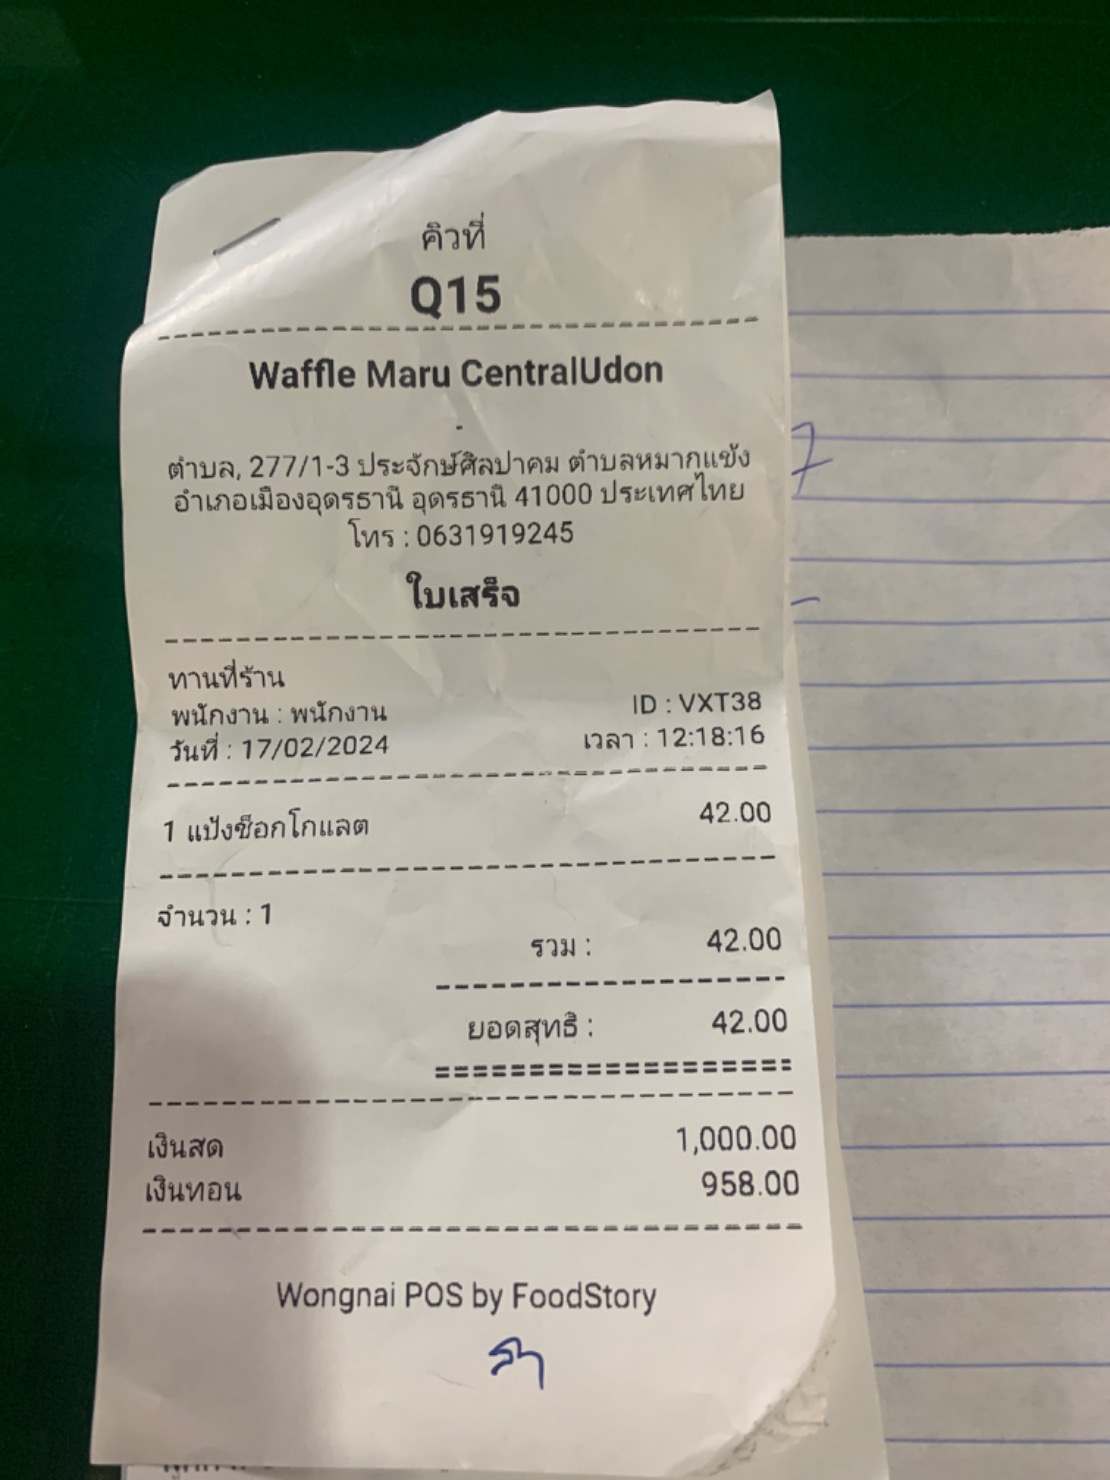 คิวที่
Q15
Waffle Maru CentralUdon
-
ตำบล, 277/1-3 ประจักษ์ศิลปาคม ตำบลหมากแข้ง
อำเภอเมืองอุดรธานี อุดรธานี 41000 ประเทศไทย
โทร : 0631919245
ใบเสร็จ
ทานที่ร้าน
พนักงาน : พนักงาน ID : VXT38
วันที่ : 17/02/2024 เวลา : 12:18:16
1 แป้งช็อกโกแลต 42.00
จำนวน : 1
รวม : 42.00
ยอดสุทธิ : 42.00
เงินสด 1,000.00
เงินทอน 958.00
Wongnai POS by FoodStory